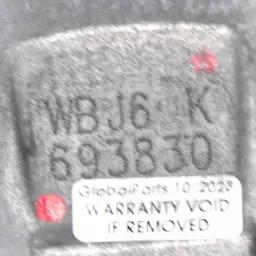 WBJ6 K
693830
GlobalParts 10 2023
WARRANTY VOID
IF REMOVED